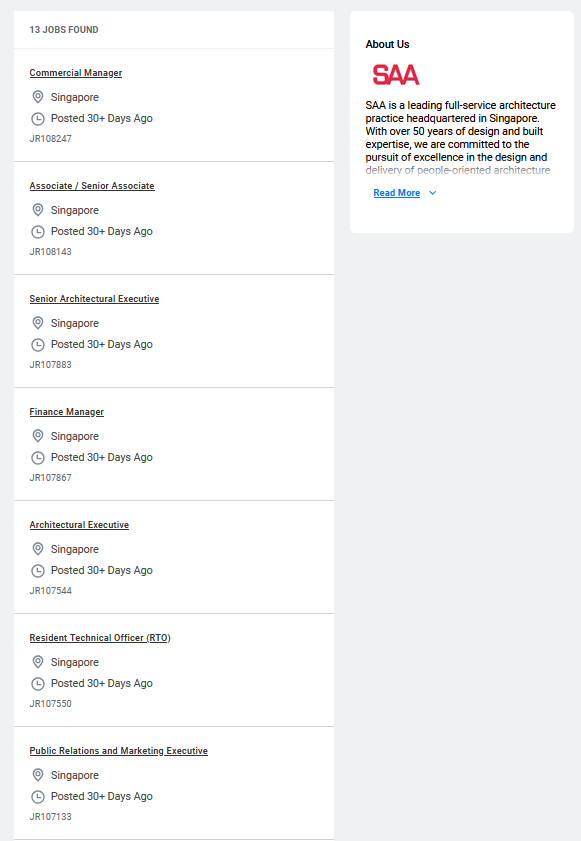 13 JOBS FOUND
Commercial Manager
Singapore
Posted 30+ Days Ago
JR108247
Associate / Senior Associate
Singapore
Posted 30+ Days Ago
JR108143
Senior Architectural Executive
Singapore
Posted 30+ Days Ago
JR107883
Finance Manager
Singapore
Posted 30+ Days Ago
JR107867
Architectural Executive
Singapore
Posted 30+ Days Ago
JR107544
Resident Technical Officer (RTO)
Singapore
Posted 30+ Days Ago
JR107550
Public Relations and Marketing Executive
Singapore
Posted 30+ Days Ago
JR107133
About Us
SAA
SAA is a leading full-service architecture
practice headquartered in Singapore.
With over 50 years of design and built
expertise, we are committed to the
pursuit of excellence in the design and
delivery of people-oriented architecture
Read More